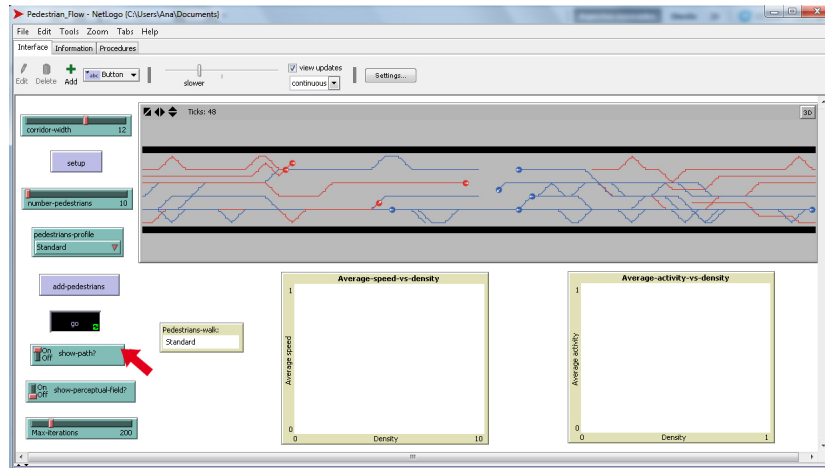 Pedestrian_Flow - NetLogo {C:\Users\Ana\Documents}
File Edit Tools Zoom Tabs Help
Interface Information Procedures
Edit Delete Add abc Button
slower
view updates
continuous
Settings...
Ticks: 48
3D
corridor-width 12
setup
number-pedestrians 10
pedestrians-profile
Standard
add-pedestrians
go
On
Off
show-path?
On
Off
show-perceptual-field?
Max-iterations 200
Pedestrians-walk:
Standard
Average-speed-vs-density
1
Average speed
0
0 Density 10
Average-activity-vs-density
1
Average activity
0
0 Density 1